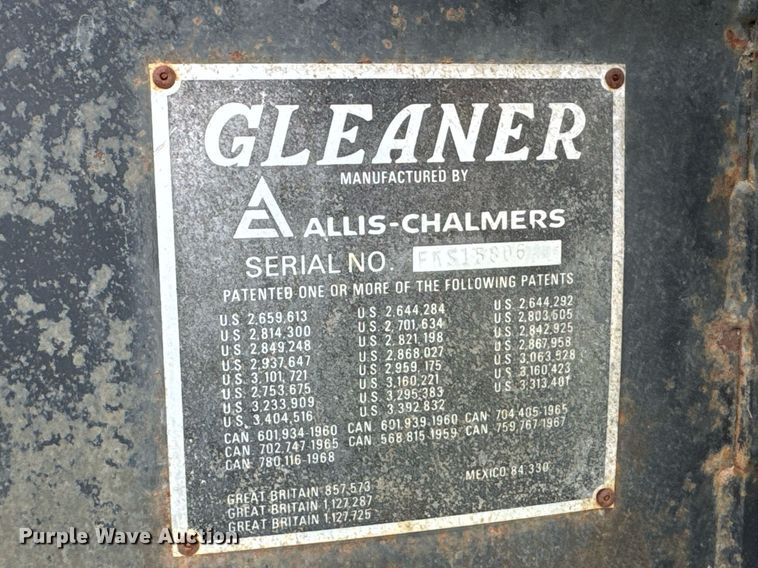 GLEANER
MANUFACTURED BY
ALLIS-CHALMERS
SERIAL NO.
PATENTED ONE OR MORE OF THE FOLLOWING PATENTS
U.S. 2,659,613 U.S. 2,644,284 U.S. 2,644,292
U.S. 2,814,300 U.S. 2,701,634 U.S. 2,803,605
U.S. 2,849,248 U.S. 2,821,198 U.S. 2,842,925
U.S. 2,937,647 U.S. 2,868,027 U.S. 2,867,958
U.S. 3,101,721 U.S. 2,959,175 U.S. 3,063,928
U.S. 2,753,675 U.S. 3,160,221 U.S. 3,160,423
U.S. 3,233,909 U.S. 3,295,383 U.S. 3,313,401
U.S. 3,404,516 U.S. 3,392,832
CAN. 601,934-1960 CAN. 601,939-1960 CAN. 704,405-1965
CAN. 702,747-1965 CAN. 568,815-1959 CAN. 759,767-1967
CAN. 780,116-1968
GREAT BRITAIN 857,573 MEXICO 84,330
GREAT BRITAIN 1,127,287
GREAT BRITAIN 1,127,725
Purple Wave Auction